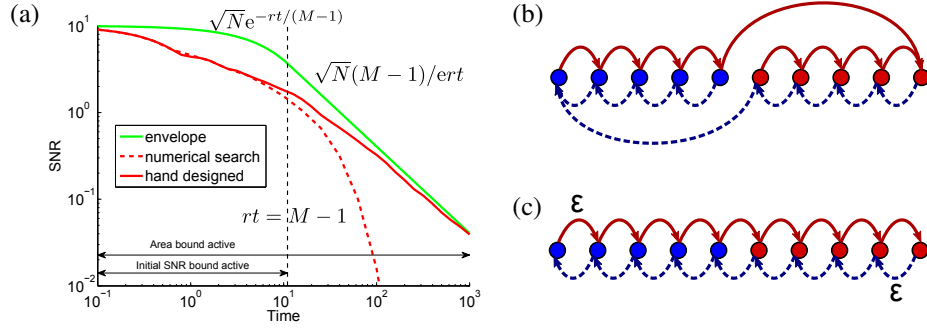 (a)
√N e^{-rt/(M−1)}
√N(M − 1)/ert
SNR
10^2
10^1
10^0
10^{-1}
10^{-2}
envelope
numerical search
hand designed
rt = M − 1
Area bound active
Initial SNR bound active
10^{-1}
10^0
10^1
10^2
10^3
Time
(b)
(c)
ε
ε